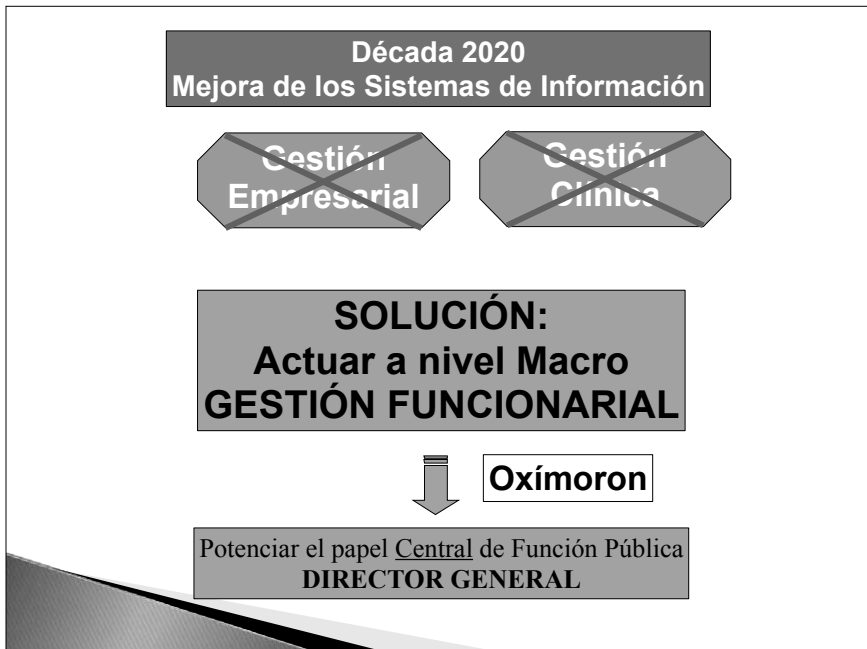 Década 2020
Mejora de los Sistemas de Información
Gestión
Empresarial
Gestión
Clínica
SOLUCIÓN:
Actuar a nivel Macro
GESTIÓN FUNCIONARIAL
Oxímoron
Potenciar el papel Central de Función Pública
DIRECTOR GENERAL